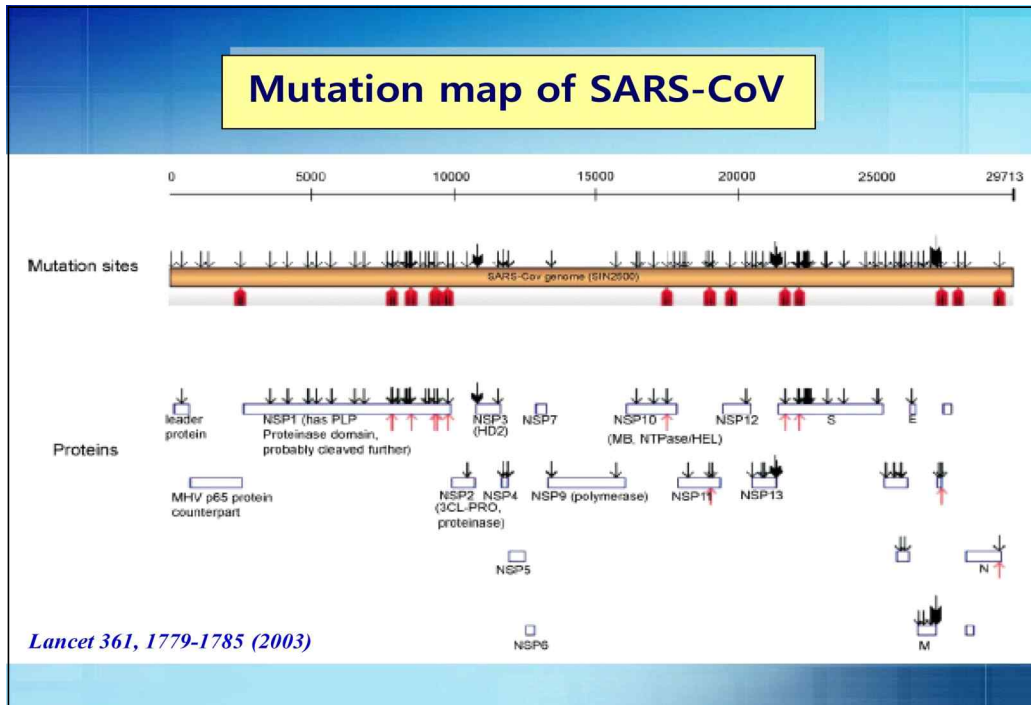 Mutation map of SARS-CoV
0 5000 10000 15000 20000 25000 29713
Mutation sites
SARS-Cov genome (SIN2500)
leader
protein
NSP1 (has PLP
Proteinase domain,
probably cleaved further)
NSP3
(HD2)
NSP7
NSP10
(MB, NTPase/HEL)
NSP12
S
E
Proteins
MHV p65 protein
counterpart
NSP2
(3CL-PRO,
proteinase)
NSP4
NSP9 (polymerase)
NSP11
NSP13
NSP5
N
NSP6
M
Lancet 361, 1779-1785 (2003)